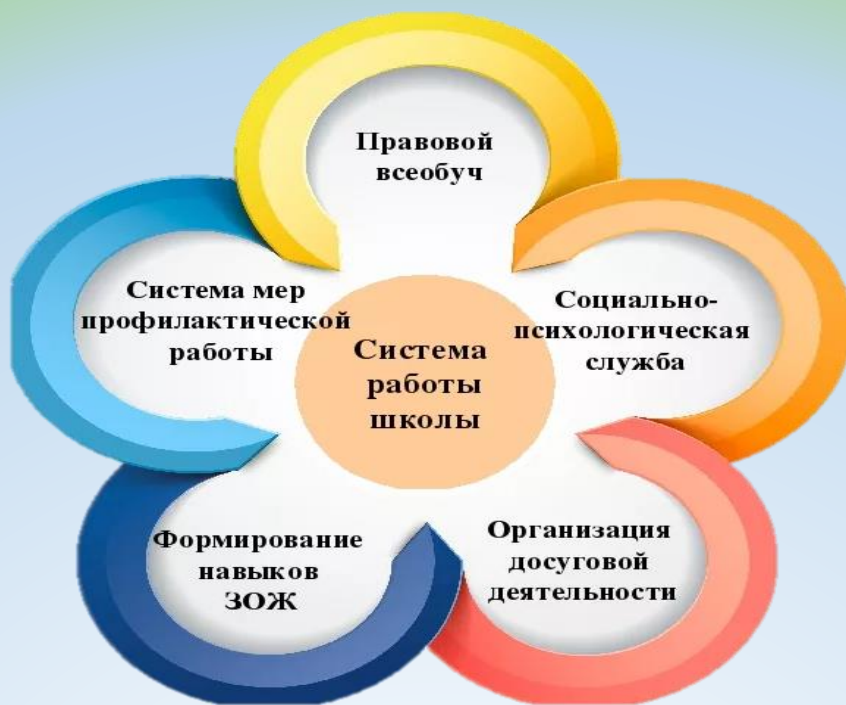 Правовой
всеобуч
Система мер
профилактической
работы
Социально-
психологическая
служба
Система
работы
школы
Формирование
навыков
ЗОЖ
Организация
досуговой
деятельности